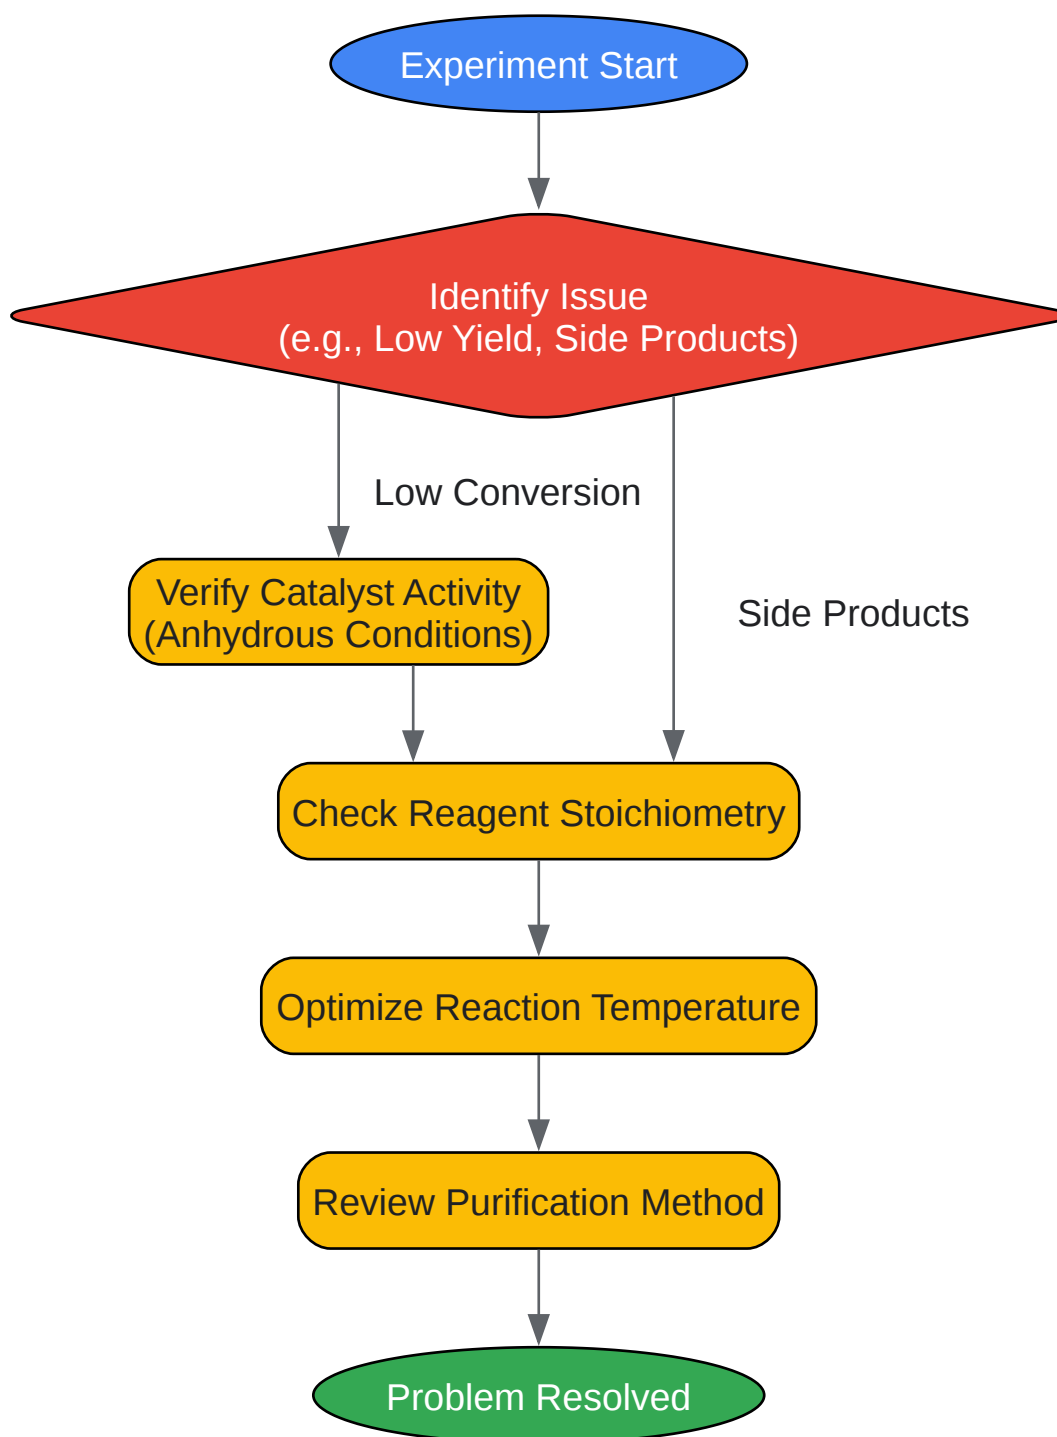 Experiment Start
Identify Issue
(e.g., Low Yield, Side Products)
Low Conversion
Verify Catalyst Activity
(Anhydrous Conditions)
Side Products
Check Reagent Stoichiometry
Optimize Reaction Temperature
Review Purification Method
Problem Resolved